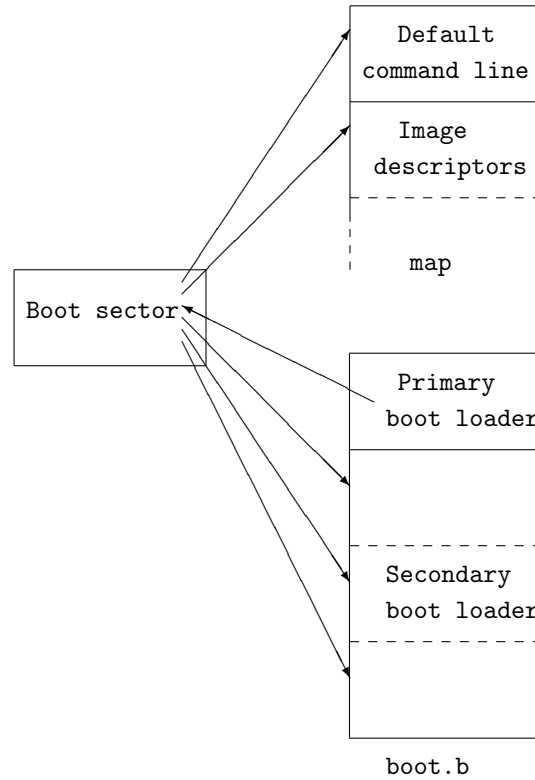 Default
command line
Image
descriptors
map
Boot sector
Primary
boot loader
Secondary
boot loader
boot.b